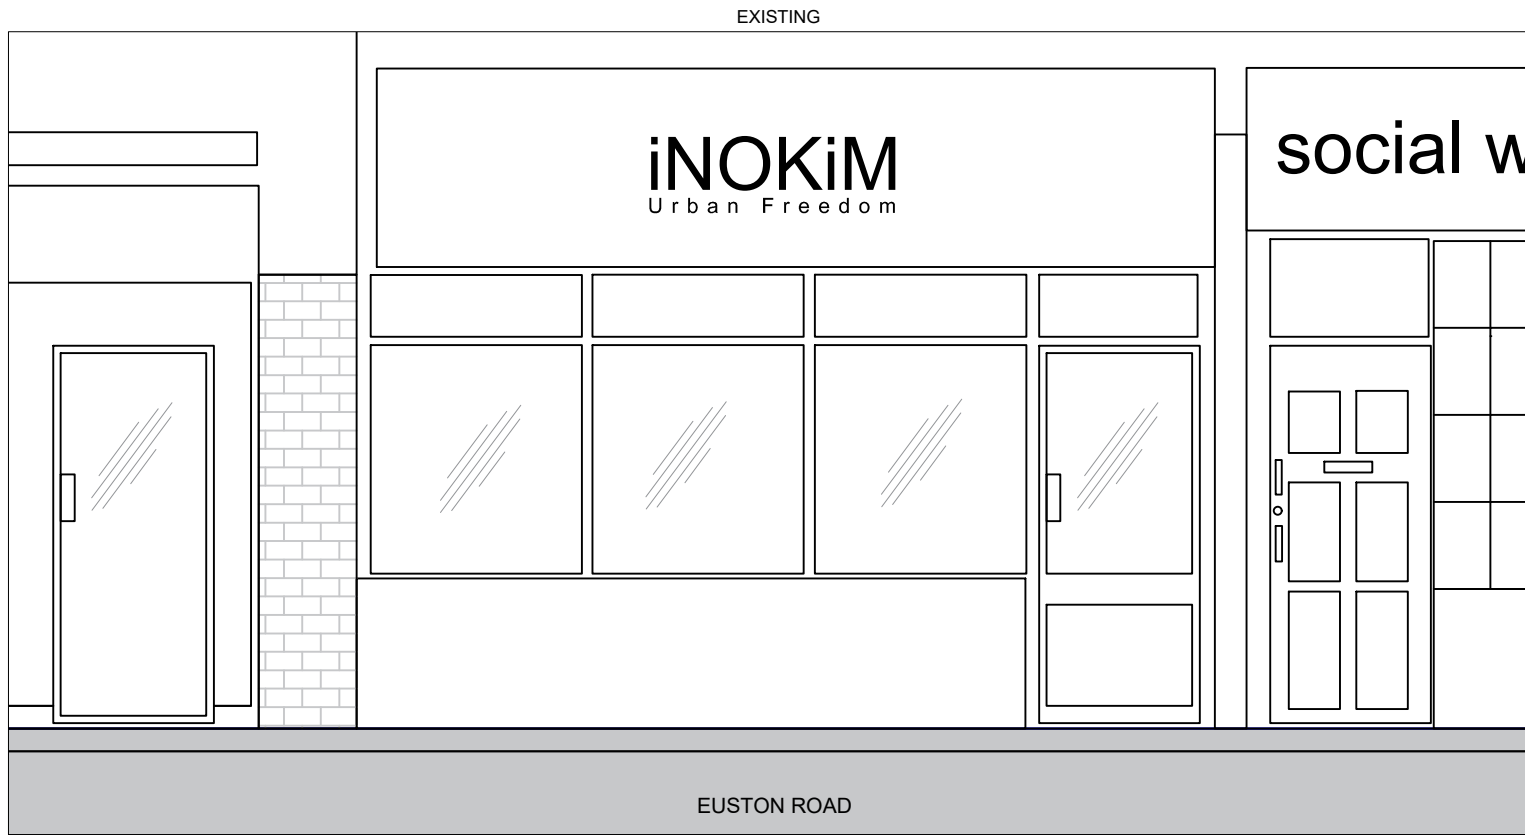 EXISTING
iNOKiM
Urban Freedom
social w
EUSTON ROAD